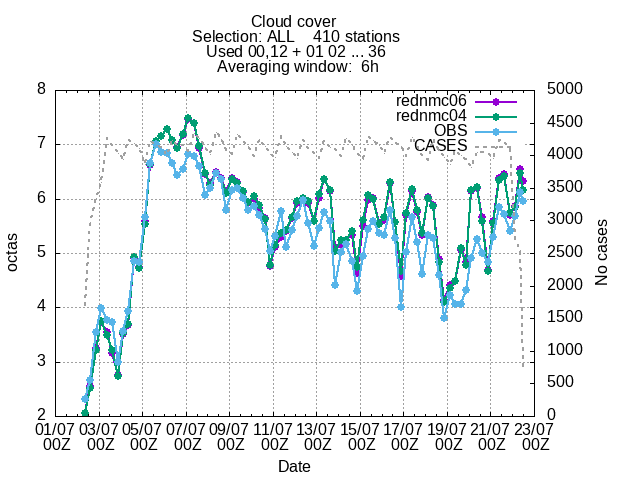 Cloud cover
Selection: ALL    410 stations
Used 00,12 + 01 02 ... 36
Averaging window:  6h
8
7
6
5
4
3
2
octas
5000
4500
4000
3500
3000
2500
2000
1500
1000
500
0
No cases
rednmc06
rednmc04
OBS
CASES
01/07 03/07 05/07 07/07 09/07 11/07 13/07 15/07 17/07 19/07 21/07 23/07
00Z 00Z 00Z 00Z 00Z 00Z 00Z 00Z 00Z 00Z 00Z 00Z
Date